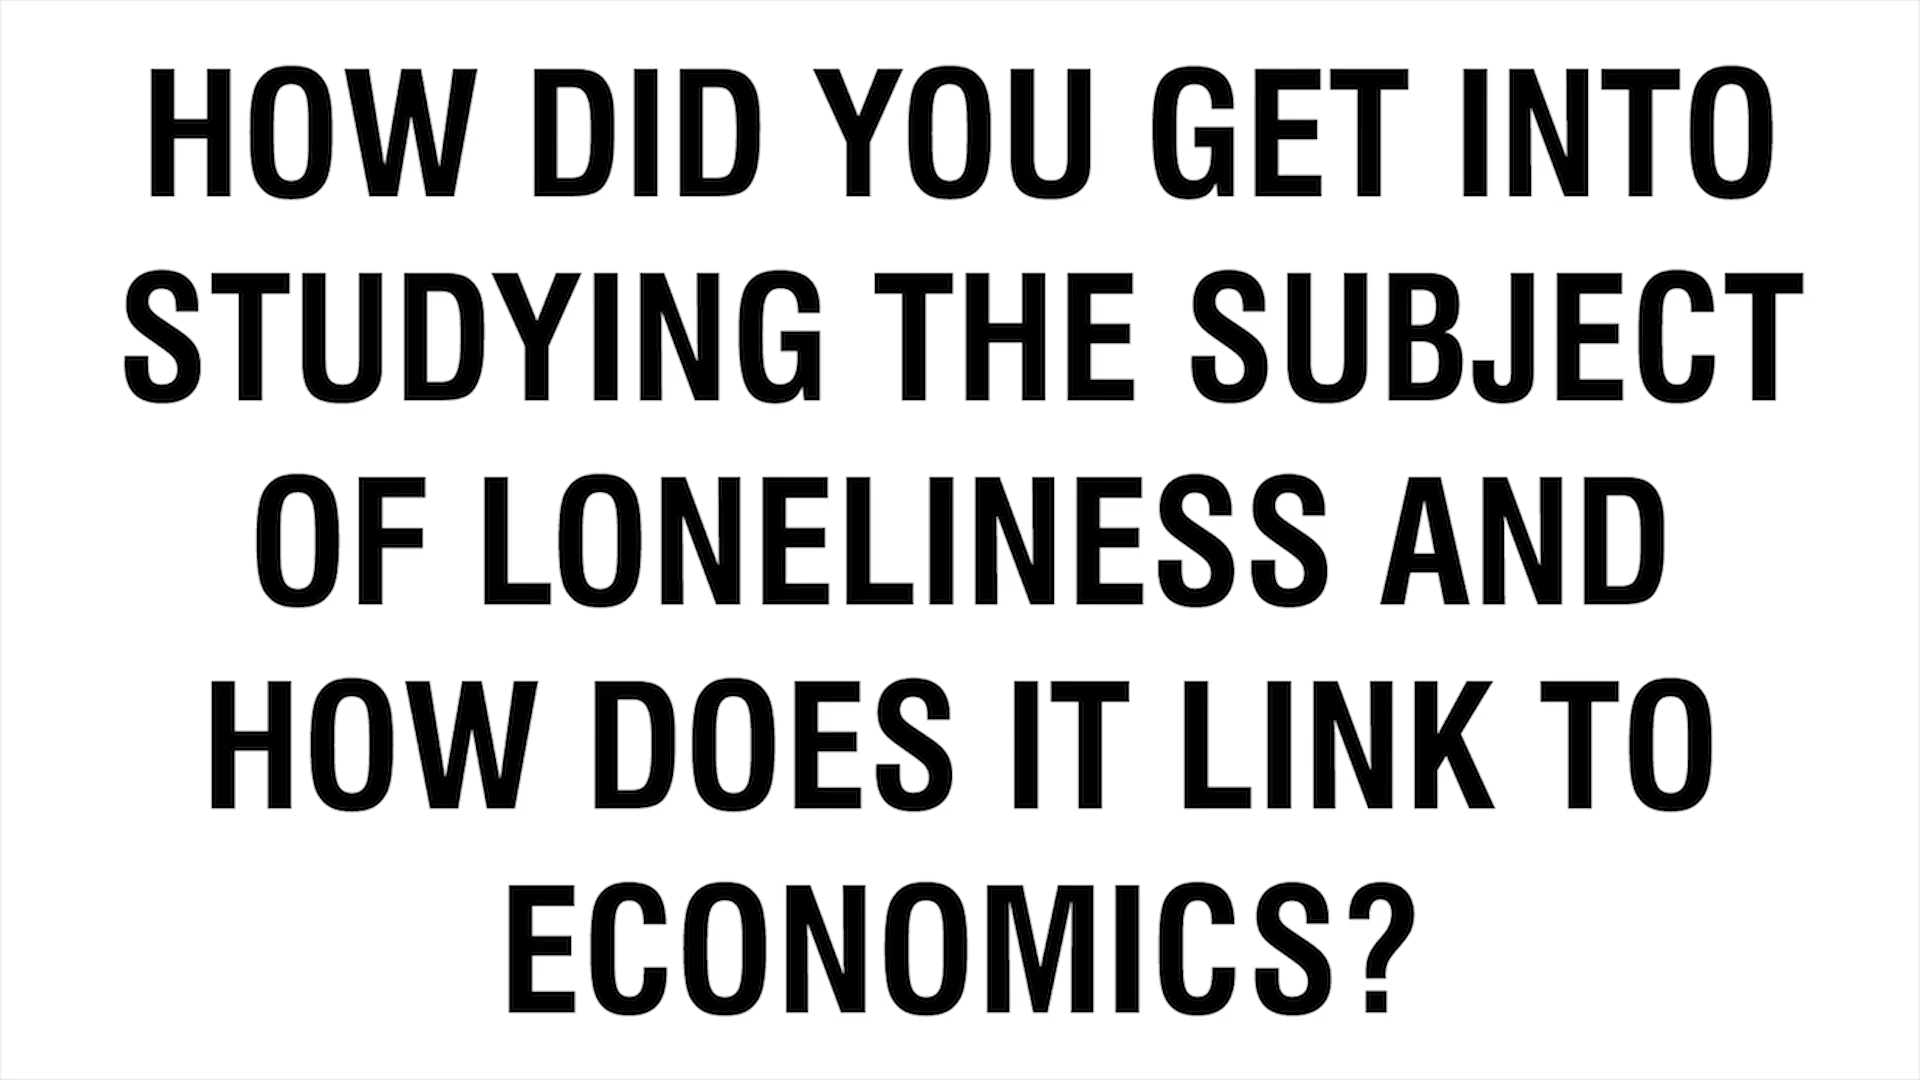 HOW DID YOU GET INTO
STUDYING THE SUBJECT
OF LONELINESS AND
HOW DOES IT LINK TO
ECONOMICS?